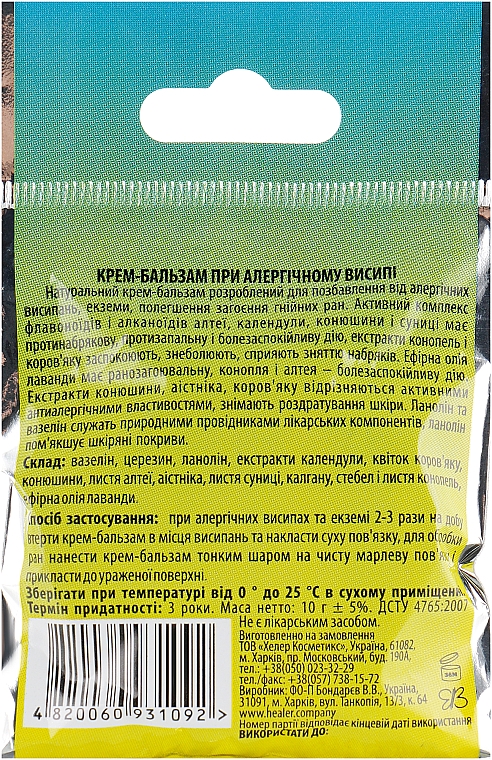 КРЕМ-БАЛЬЗАМ ПРИ АЛЕРГІЧНОМУ ВИСИПІ
Натуральний крем-бальзам розроблений для позбавлення від алергічних
висипань, екземи, полегшення загоєння гнійних ран. Активний комплекс
флавоноїдів і алканоїдів алтеї, календули, конюшини і суниці має
протинабрякову, протизапальну і болезаспокійливу дію, екстракти конопель і
коров'яку заспокоюють, знеболюють, сприяють зняттю набряків. Ефірна олія
лаванди має ранозагоювальну, конопля і алтея – болезаспокійливу дію.
Екстракти конюшини, аістніка, коров'яку відрізняються активними
антиалергічними властивостями, знімають роздратування шкіри. Ланолін та
вазелін служать природними провідниками лікарських компонентів, ланолін
пом'якшує шкіряні покриви.
Склад: вазелін, церезин, ланолін, екстракти календули, квіток коров'яку,
конюшини, листя алтеї, аістніка, листя суниці, калгану, стебел і листя конопель,
ефірна олія лаванди.
Спосіб застосування: при алергічних висипах та екземі 2-3 рази на добу
втерти крем-бальзам в місця висипань та накласти суху пов'язку, для обробки
ран нанести крем-бальзам тонким шаром на чисту марлеву пов'язку і
прикласти до ураженої поверхні.
Зберігати при температурі від 0 ° до 25 °С в сухому приміщенні.
Термін придатності: 3 роки. Маса нетто: 10 г ± 5%. ДСТУ 4765:2007
Не є лікарським засобом.
Виготовлено на замовлення
ТОВ «Хелер Косметикс», Україна, 61082,
м. Харків, пр. Московський, буд. 190А,
тел.: +38(050) 023-32-29
тел/факс.: +38(057) 738-15-72
Виробник: ФО-П Бондарєв В.В., Україна,
31091, м. Харків, вул. Танкопія, 13/3, к. 64
www.healer.company
Номер партії відповідає кінцевій даті використання
ВИКОРИСТАТИ ДО:
36М
4 820060 931092 >